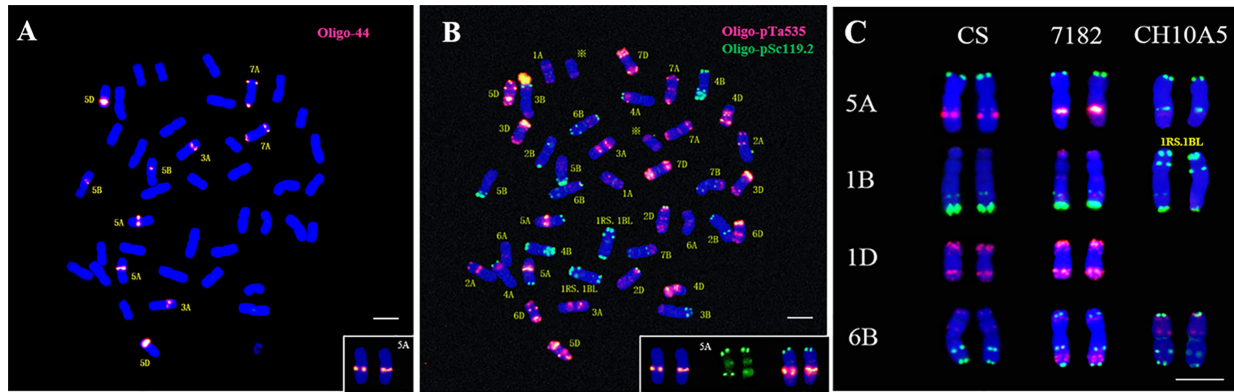 A
Oligo-44
7A
5D
7A
3A
5B
5B
5A
5A
3A
5D
5A
B
Oligo-pTa535
Oligo-pSc119.2
1A
※
7D
5D
3B
7A
4B
4A
4D
3D
6B
※
7A
2A
2B
3A
5B
7D
1A
7B
3D
5B
6B
5A
1RS.1BL
2D
6A
2B
6D
6A
4B
7B
2A
4A
5A
1RS.1BL
2D
4D
6D
3A
3B
5D
5A
C
CS 7182 CH10A5
5A
1RS.1BL
1B
1D
6B